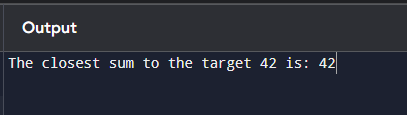 Output
The closest sum to the target 42 is: 42